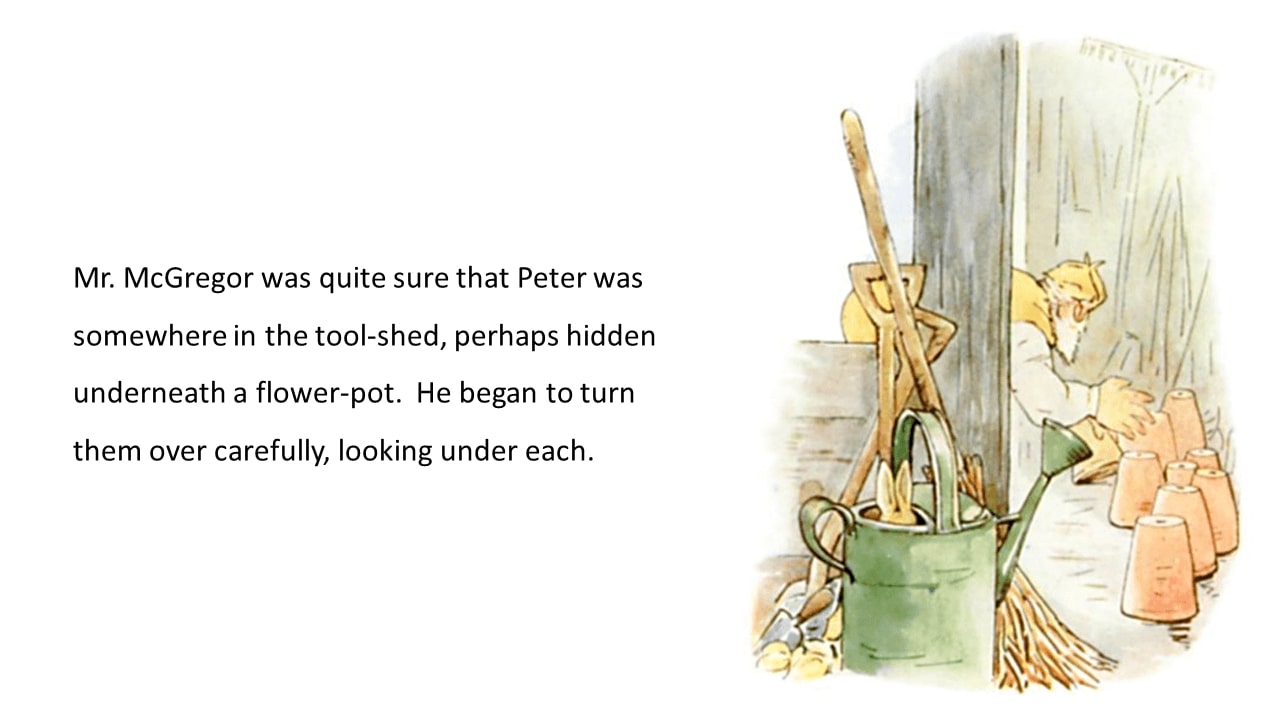 Mr. McGregor was quite sure that Peter was
somewhere in the tool-shed, perhaps hidden
underneath a flower-pot.  He began to turn
them over carefully, looking under each.